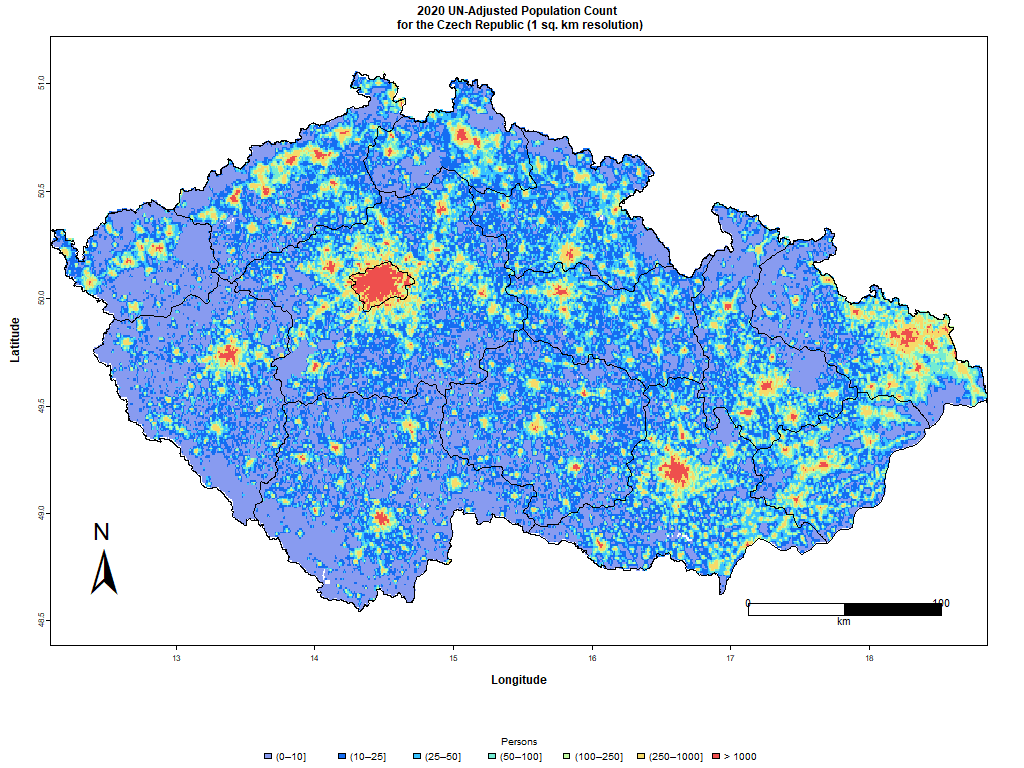 2020 UN-Adjusted Population Count
for the Czech Republic (1 sq. km resolution)
51.0
50.5
50.0
49.5
49.0
48.5
Latitude
N
0 100
km
13 14 15 16 17 18
Longitude
Persons
(0–10] (10–25] (25–50] (50–100] (100–250] (250–1000] > 1000